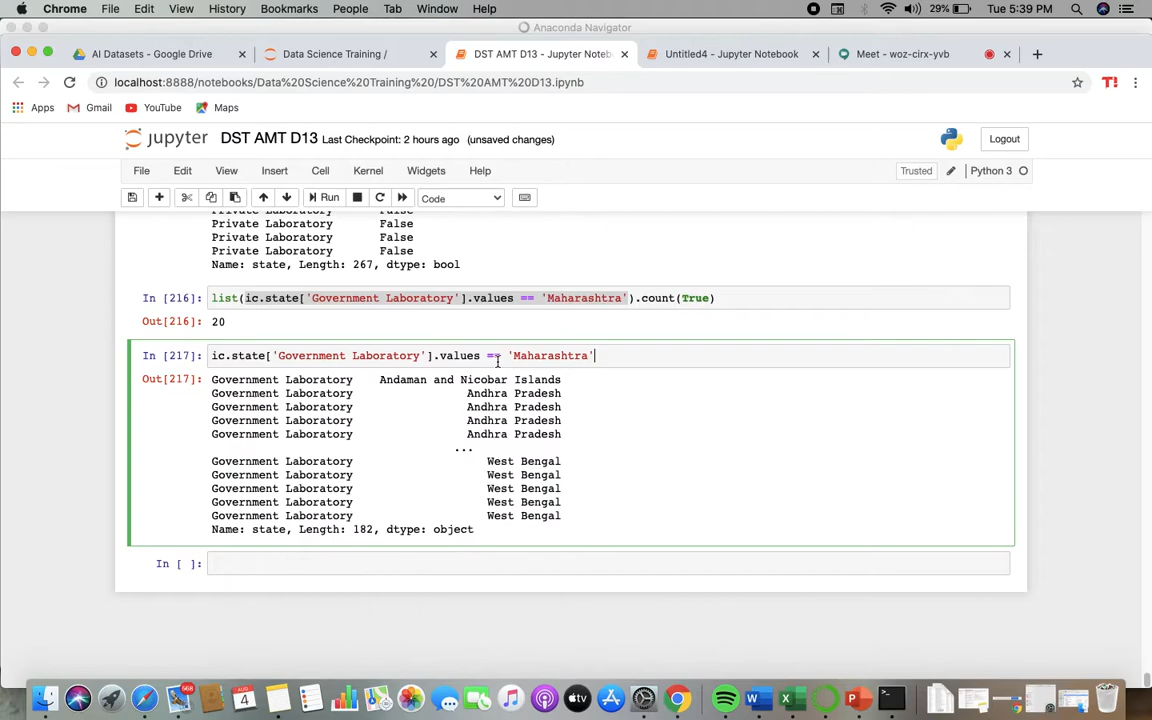 Chrome File Edit View History Bookmarks People Tab Window Help 29% Tue 5:39 PM
Anaconda Navigator
AI Datasets - Google Drive Data Science Training / DST AMT D13 - Jupyter Noteb Untitled4 - Jupyter Notebook Meet - woz-cirx-yvb
localhost:8888/notebooks/Data%20Science%20Training%20/DST%20AMT%20D13.ipynb
Apps Gmail YouTube Maps
jupyter DST AMT D13 Last Checkpoint: 2 hours ago (unsaved changes) Logout
File Edit View Insert Cell Kernel Widgets Help Trusted Python 3
Run Code
Private Laboratory False
Private Laboratory False
Private Laboratory False
Private Laboratory False
Name: state, Length: 267, dtype: bool
In [216]: list(ic.state['Government Laboratory'].values == 'Maharashtra').count(True)
Out[216]: 20
In [217]: ic.state['Government Laboratory'].values == 'Maharashtra'
Out[217]: Government Laboratory Andaman and Nicobar Islands
Government Laboratory Andhra Pradesh
Government Laboratory Andhra Pradesh
Government Laboratory Andhra Pradesh
Government Laboratory Andhra Pradesh
...
Government Laboratory West Bengal
Government Laboratory West Bengal
Government Laboratory West Bengal
Government Laboratory West Bengal
Government Laboratory West Bengal
Name: state, Length: 182, dtype: object
In [ ]:
568
AUG
4
tv